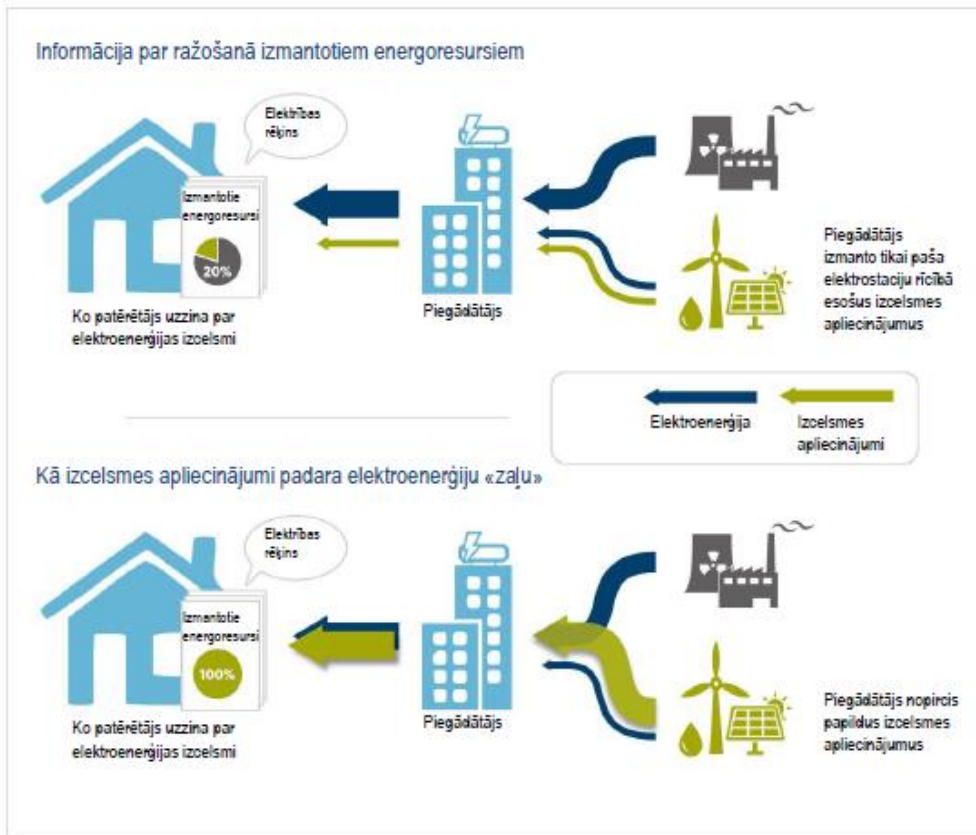 Informācija par ražošanā izmantotiem energoresursiem
Elektrības
rēķins
Izmantotie
energoresursi
20%
Ko patērētājs uzzina par
elektroenerģijas izcelsmi
Piegādātājs
Piegādātājs
izmanto tikai paša
elektrostaciju rīcībā
esošus izcelsmes
apliecinājumus
Elektroenerģija
Izcelsmes
apliecinājumi
Kā izcelsmes apliecinājumi padara elektroenerģiju «zaļu»
Elektrības
rēķins
Izmantotie
energoresursi
100%
Ko patērētājs uzzina par
elektroenerģijas izcelsmi
Piegādātājs
Piegādātājs nopircis
papildus izcelsmes
apliecinājumus